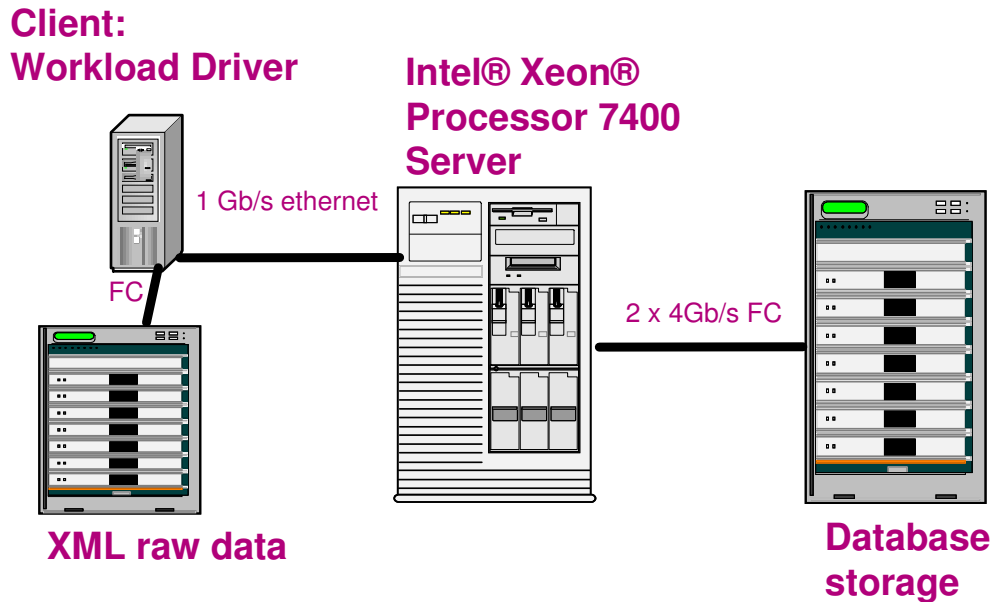 Client:
Workload Driver
Intel® Xeon®
Processor 7400
Server
1 Gb/s ethernet
FC
2 x 4Gb/s FC
XML raw data
Database
storage